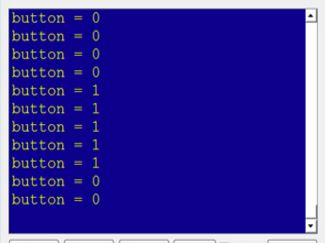 button = 0
button = 0
button = 0
button = 0
button = 1
button = 1
button = 1
button = 1
button = 1
button = 0
button = 0